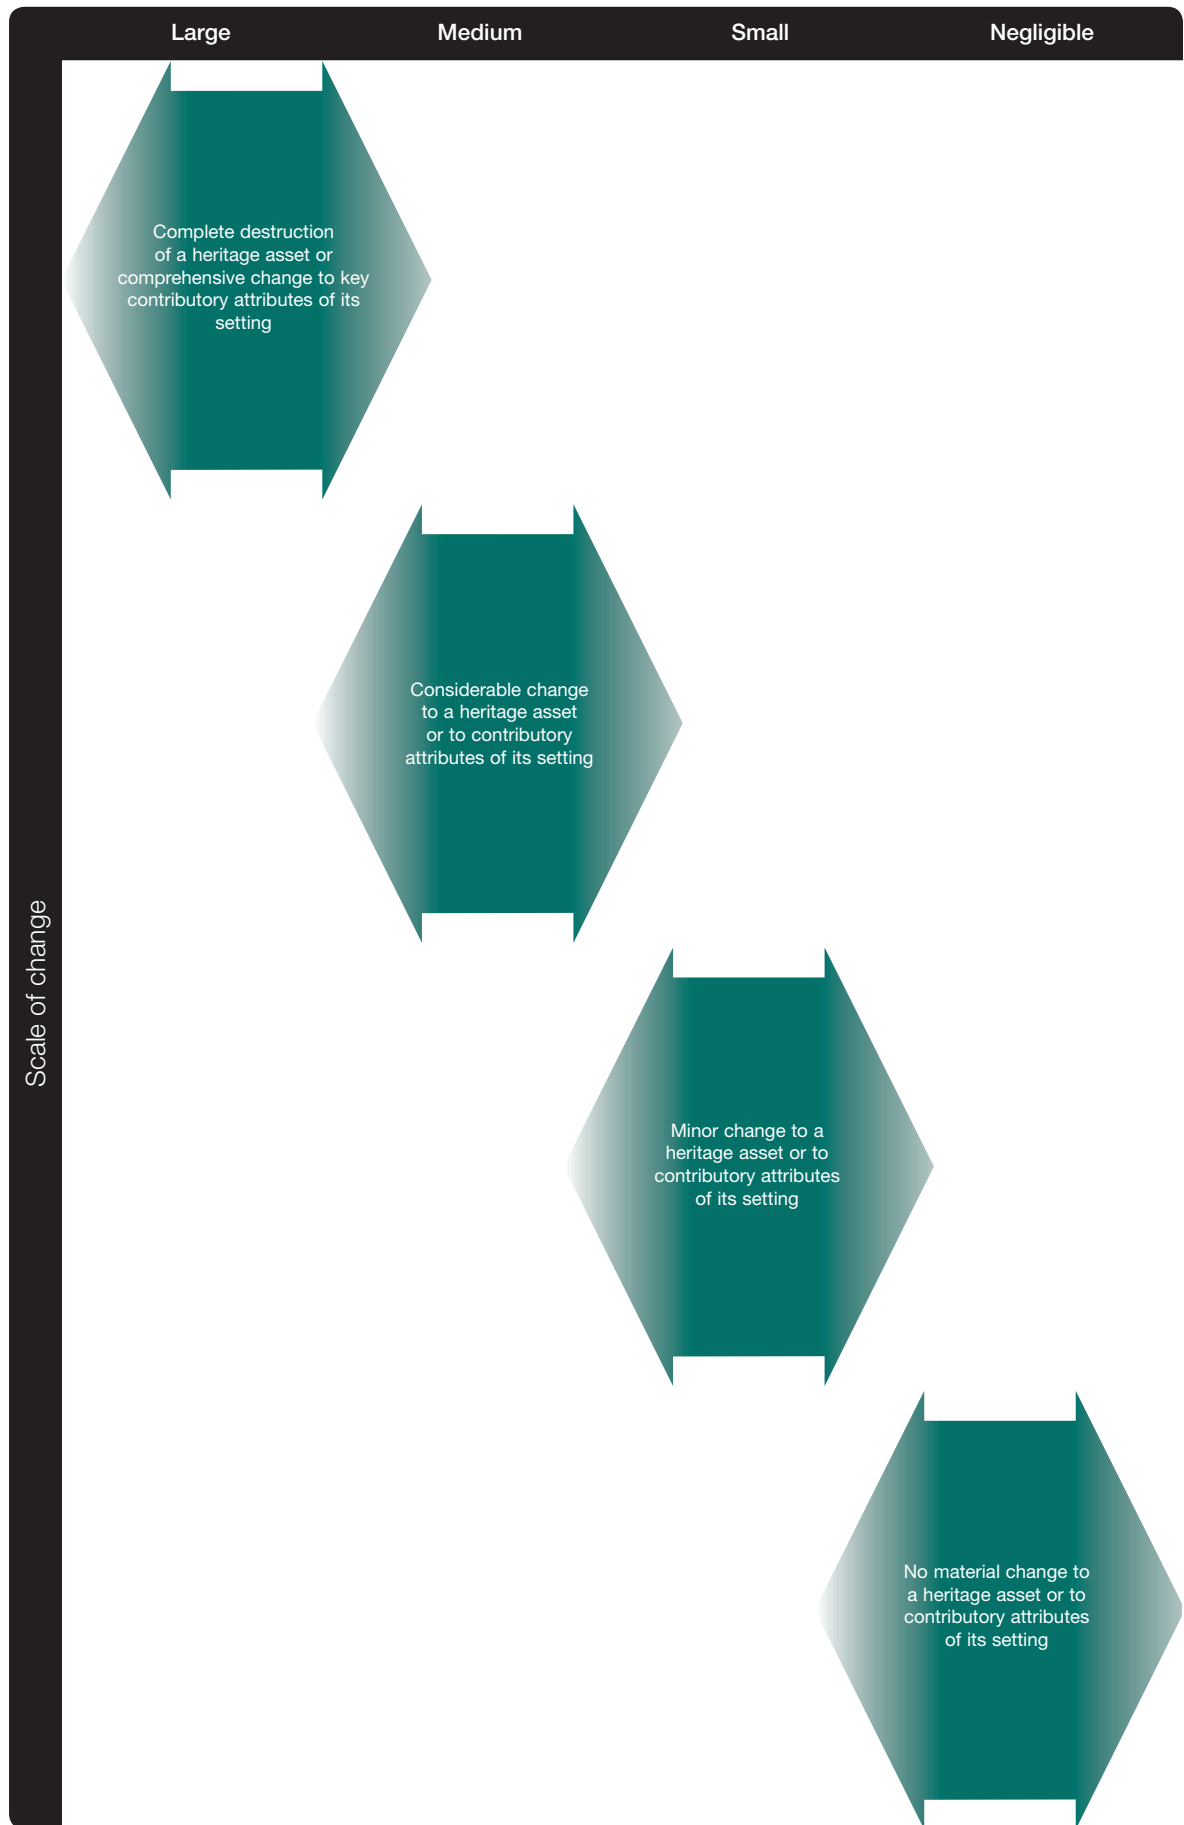 Large Medium Small Negligible
Scale of change
Complete destruction
of a heritage asset or
comprehensive change to key
contributory attributes of its
setting
Considerable change
to a heritage asset
or to contributory
attributes of its setting
Minor change to a
heritage asset or to
contributory attributes
of its setting
No material change to
a heritage asset or to
contributory attributes
of its setting